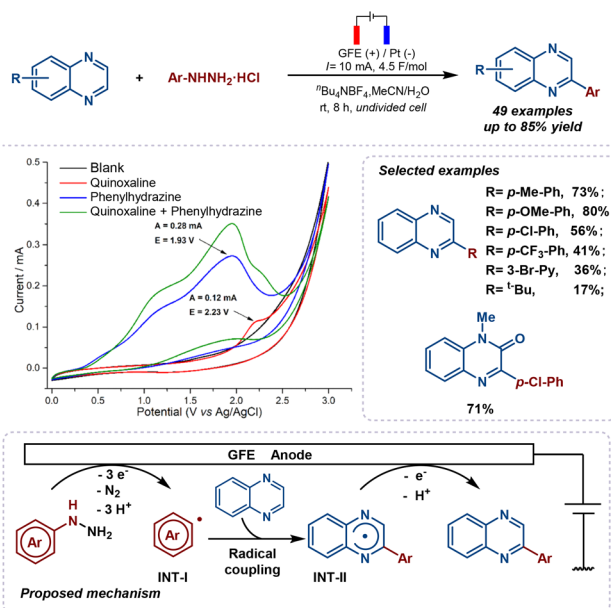 GFE (+) / Pt (-)
I= 10 mA, 4.5 F/mol
R
N
N
+
Ar-NHNH₂·HCl
ⁿBu₄NBF₄,MeCN/H₂O
rt, 8 h, undivided cell
R
N
N
Ar
49 examples
up to 85% yield
0.5
0.4
0.3
0.2
0.1
0.0
Current / mA
Blank
Quinoxaline
Phenylhydrazine
Quinoxaline + Phenylhydrazine
A = 0.28 mA
E = 1.93 V
A = 0.12 mA
E = 2.23 V
0.0 0.5 1.0 1.5 2.0 2.5 3.0
Potential (V vs Ag/AgCl)
Selected examples
N
N
R
R= p-Me-Ph, 73%;
R= p-OMe-Ph, 80%
R= p-Cl-Ph, 56%;
R= p-CF₃-Ph, 41%;
R= 3-Br-Py, 36%;
R= ᵗ⁻Bu, 17%;
Me
N
O
N
p-Cl-Ph
71%
GFE Anode
- 3 e⁻
- N₂
- 3 H⁺
H
N
NH₂
Ar
Ar
INT-I
N
N
Radical
coupling
N
N
Ar
INT-II
- e⁻
- H⁺
N
N
Ar
Proposed mechanism